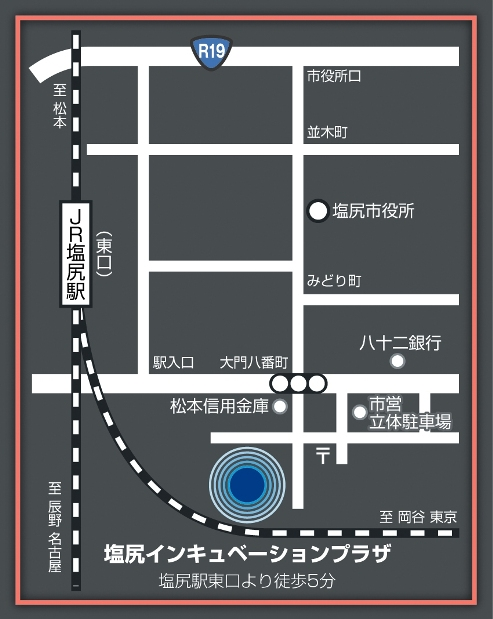 R19
市役所口
至 松本
並木町
塩尻市役所
JR塩尻駅
（東口）
みどり町
八十二銀行
駅入口
大門八番町
松本信用金庫
市営
立体駐車場
〒
至 岡谷 東京
至 辰野 名古屋
塩尻インキュベーションプラザ
塩尻駅東口より徒歩5分